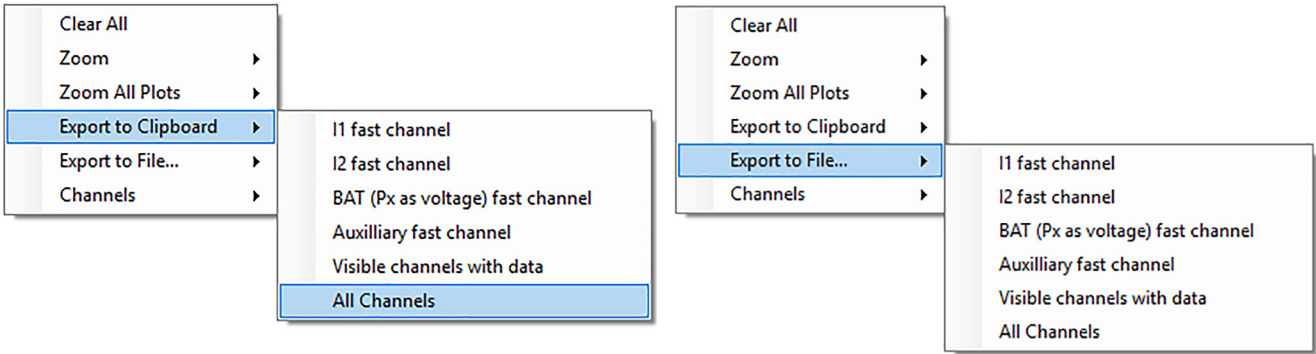 Clear All
Zoom
Zoom All Plots
Export to Clipboard
Export to File...
Channels
I1 fast channel
I2 fast channel
BAT (Px as voltage) fast channel
Auxilliary fast channel
Visible channels with data
All Channels
Clear All
Zoom
Zoom All Plots
Export to Clipboard
Export to File...
Channels
I1 fast channel
I2 fast channel
BAT (Px as voltage) fast channel
Auxilliary fast channel
Visible channels with data
All Channels